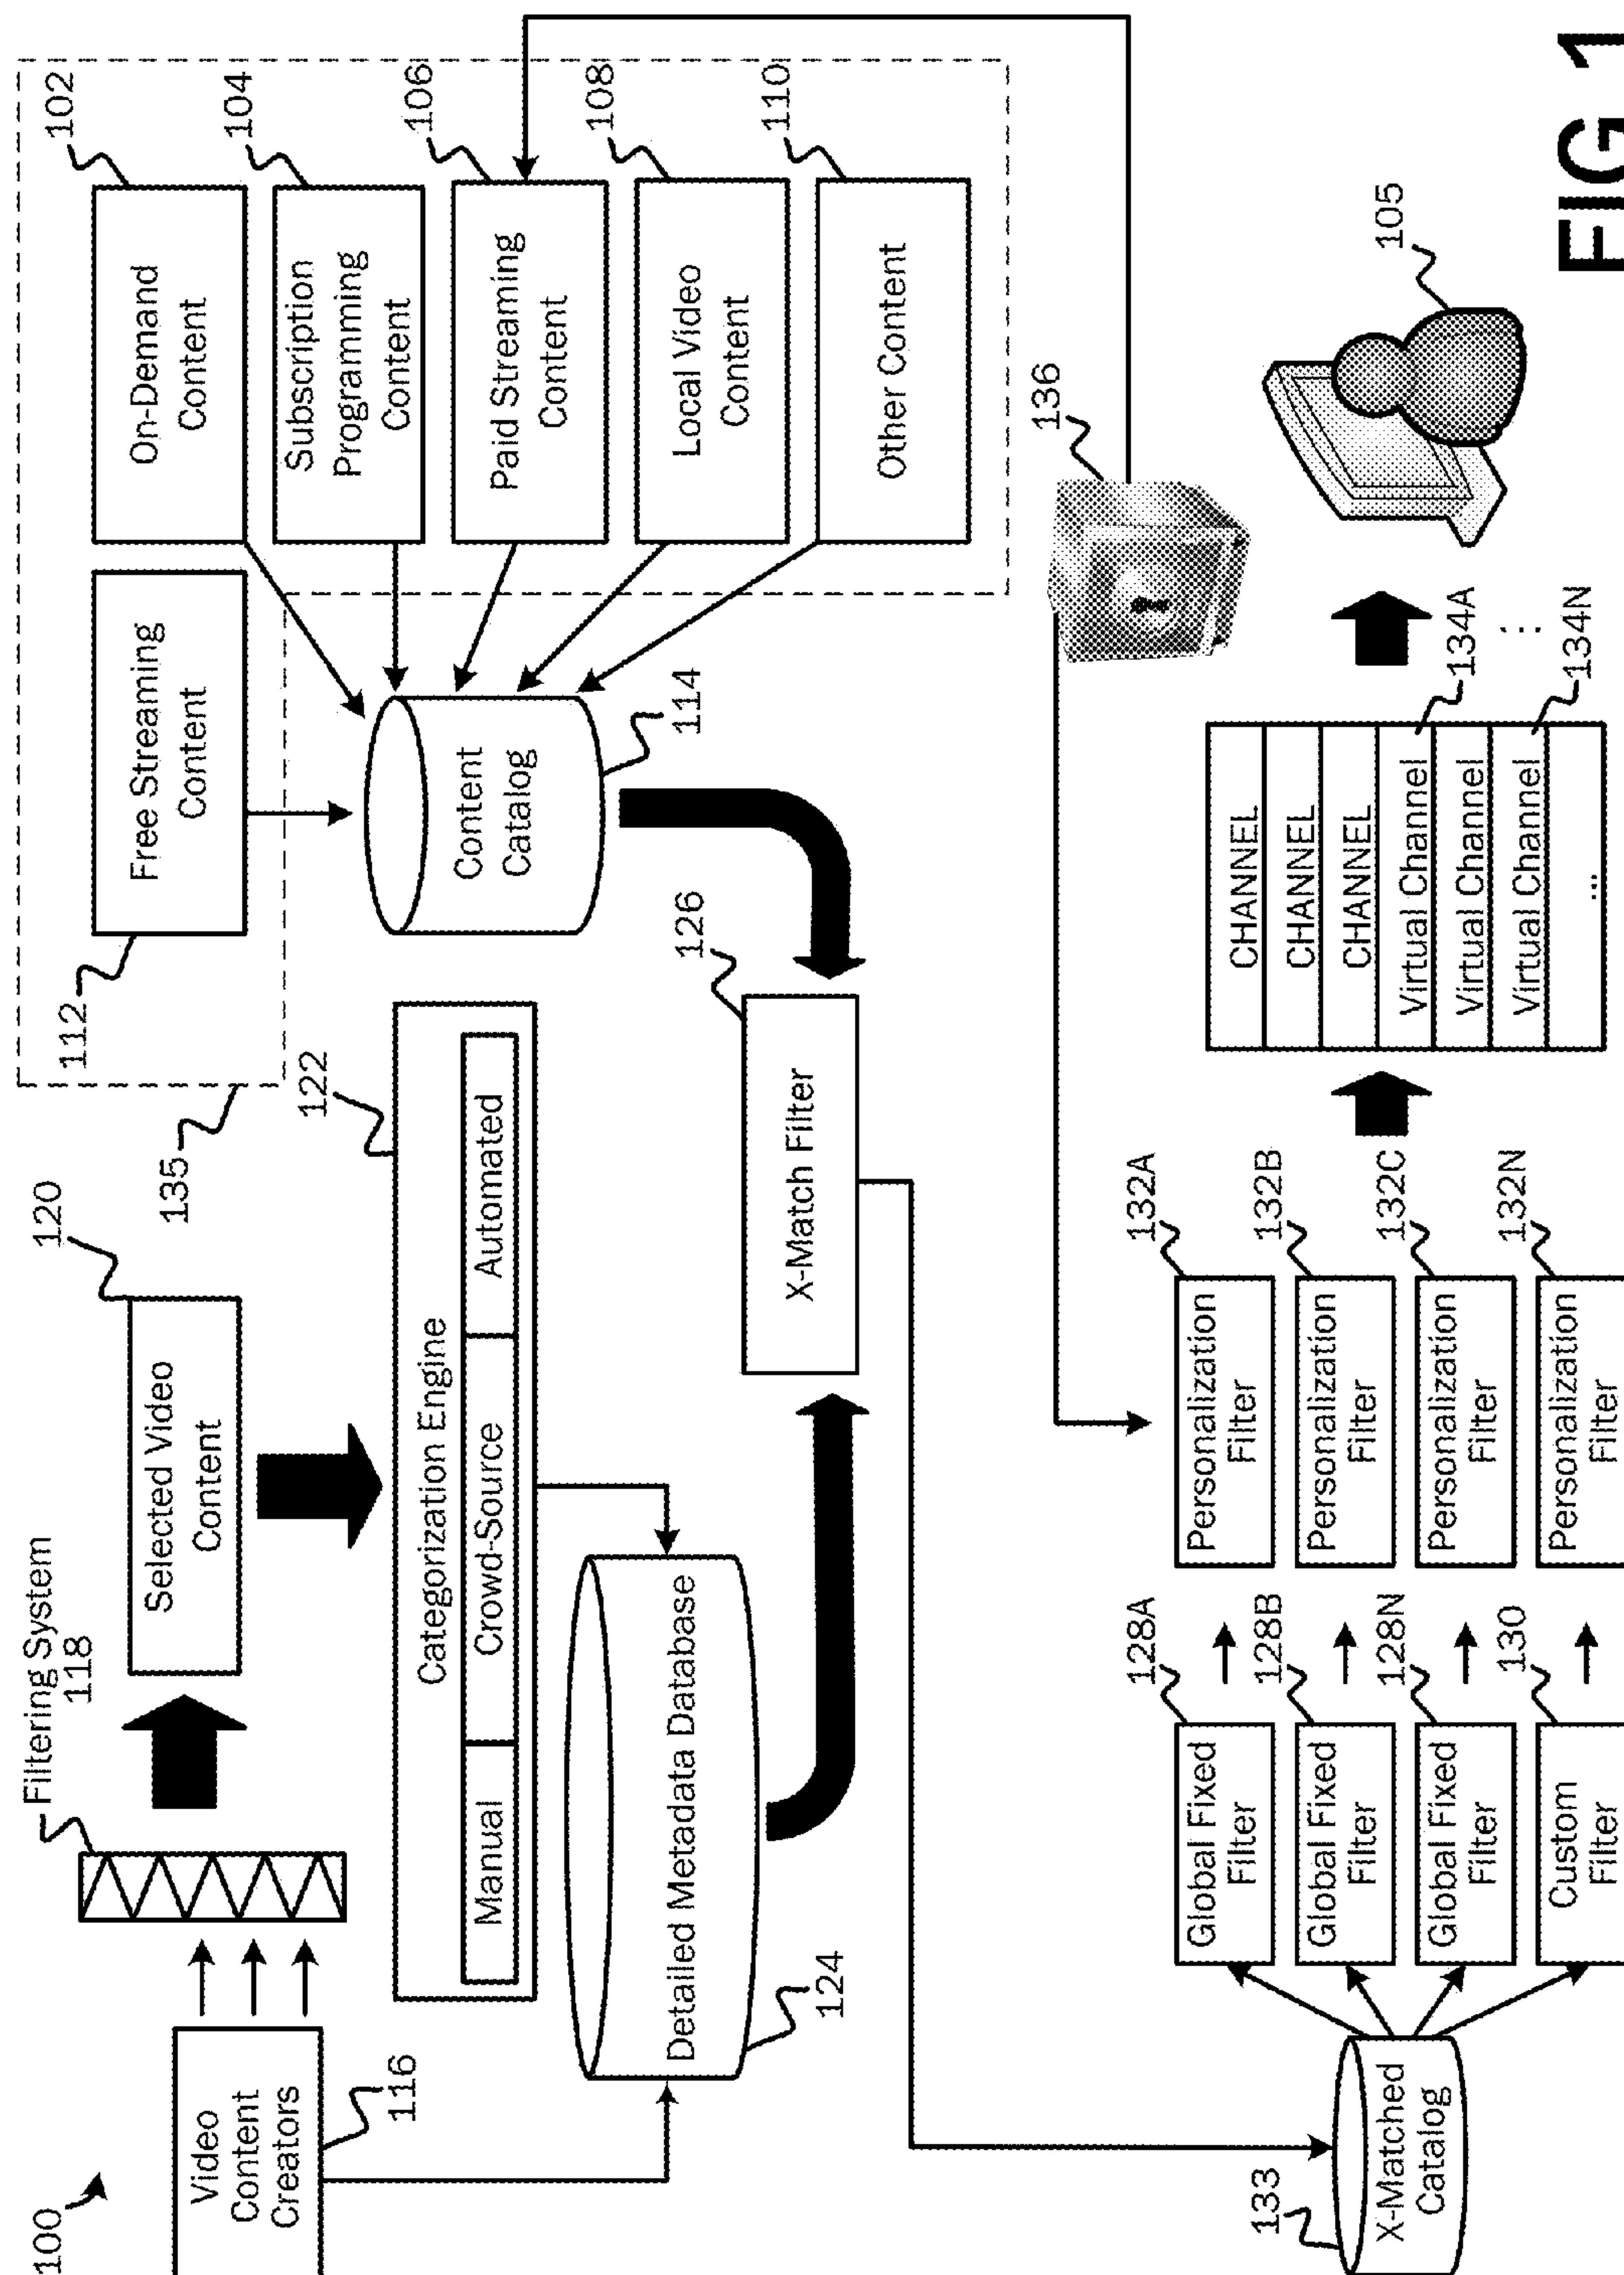 100
Video
Content
Creators
116
Filtering System
118
Selected Video
Content
120
135
112
Free Streaming
Content
On-Demand
Content
102
Subscription
Programming
Content
104
Paid Streaming
Content
106
Local Video
Content
108
Other Content
110
Content
Catalog
114
122
Categorization Engine
Manual
Crowd-Source
Automated
Detailed Metadata Database
124
X-Match Filter
126
136
133
X-Matched
Catalog
Global Fixed
Filter
128A
Global Fixed
Filter
128B
Global Fixed
Filter
128N
Custom
Filter
130
Personalization
Filter
132A
Personalization
Filter
132B
Personalization
Filter
132C
Personalization
Filter
132N
CHANNEL
CHANNEL
CHANNEL
Virtual Channel
Virtual Channel
Virtual Channel
...
134A
...
134N
105
FIG 1